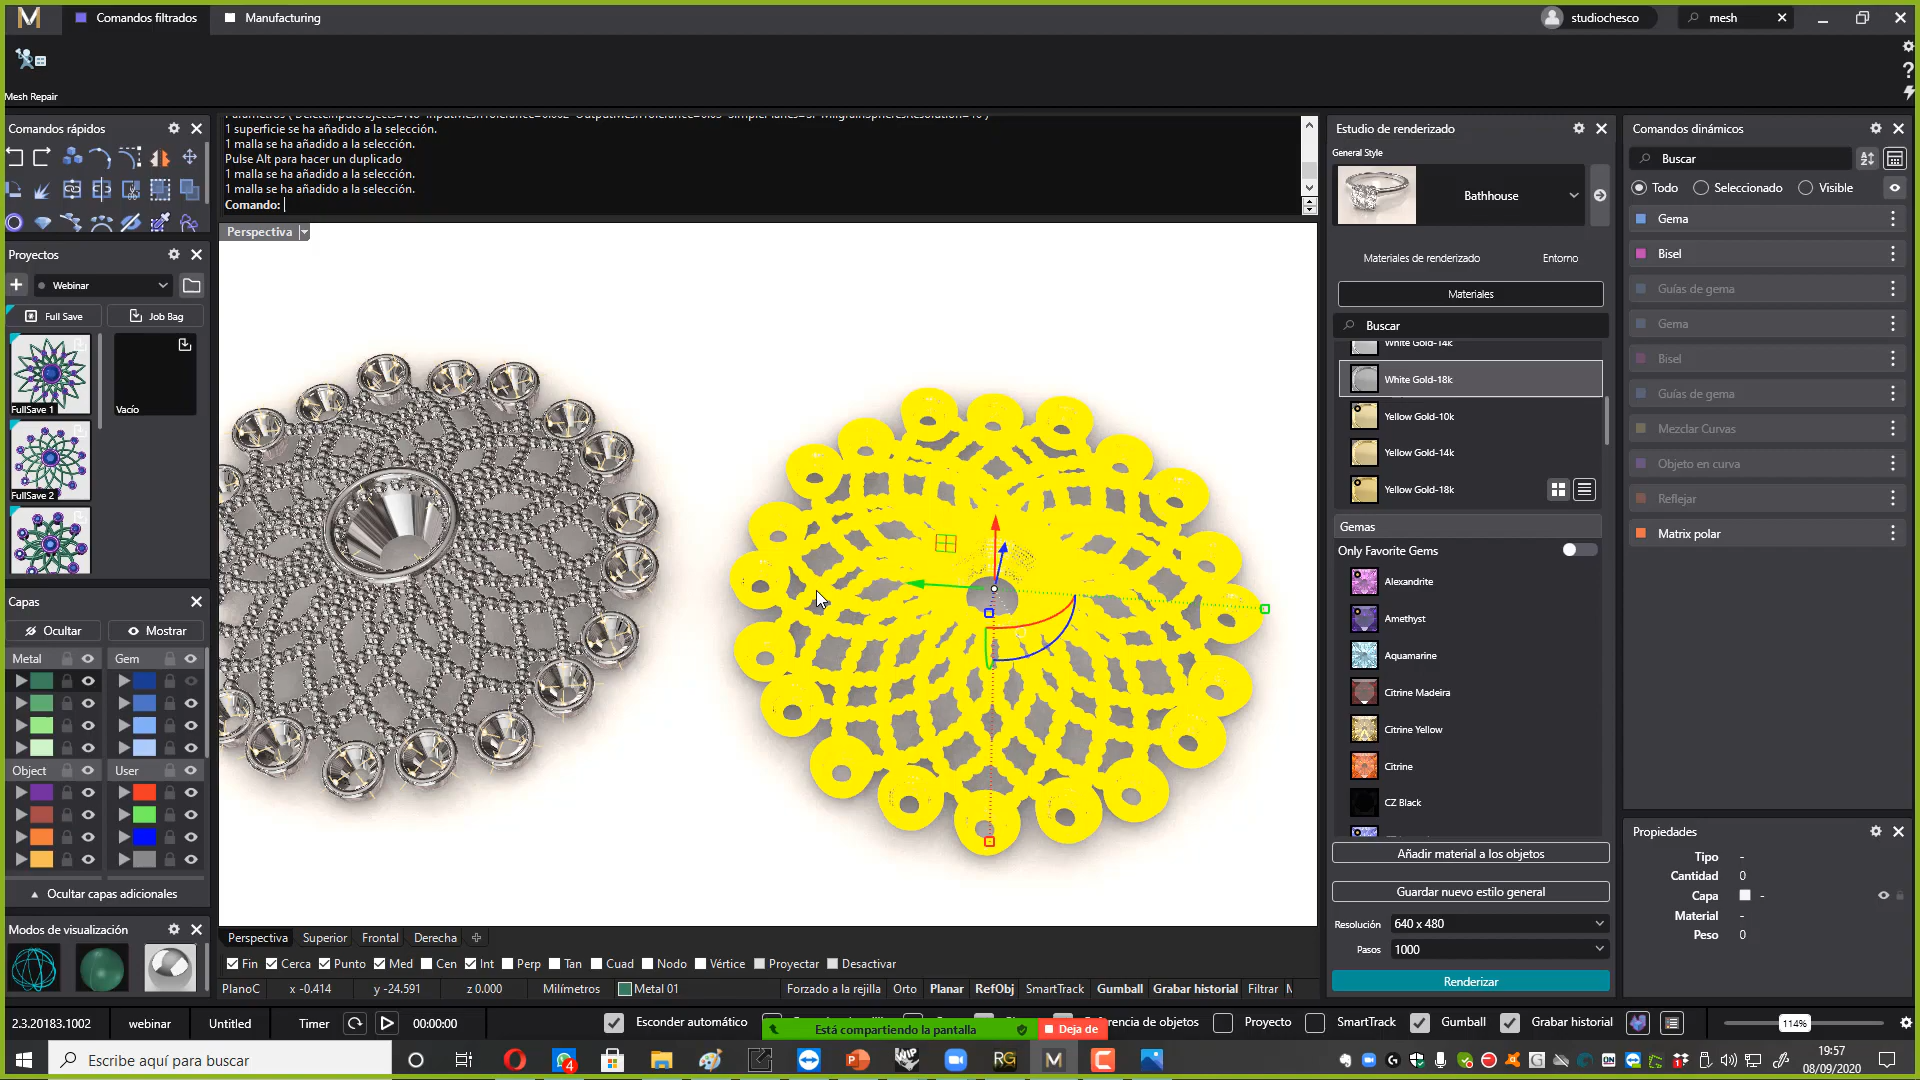 Comandos filtrados
Manufacturing
studiochesco
mesh
Mesh Repair
Comandos rápidos
1 superficie se ha añadido a la selección.
1 malla se ha añadido a la selección.
Pulse Alt para hacer un duplicado
1 malla se ha añadido a la selección.
1 malla se ha añadido a la selección.
Comando:
Perspectiva
Proyectos
Webinar
Full Save
Job Bag
FullSave 1
Vacío
FullSave 2
Capas
Ocultar
Mostrar
Metal
Gem
Object
User
Ocultar capas adicionales
Modos de visualización
Estudio de renderizado
General Style
Bathhouse
Materiales de renderizado
Entorno
Materiales
Buscar
White Gold-14k
White Gold-18k
Yellow Gold-10k
Yellow Gold-14k
Yellow Gold-18k
Gemas
Only Favorite Gems
Alexandrite
Amethyst
Aquamarine
Citrine Madeira
Citrine Yellow
Citrine
CZ Black
Añadir material a los objetos
Guardar nuevo estilo general
Resolución
640 x 480
Pasos
1000
Renderizar
Comandos dinámicos
Buscar
Todo
Seleccionado
Visible
Gema
Bisel
Guías de gema
Gema
Bisel
Guías de gema
Mezclar Curvas
Objeto en curva
Reflejar
Matrix polar
Propiedades
Tipo -
Cantidad 0
Capa -
Material -
Peso 0
Perspectiva Superior Frontal Derecha
Fin Cerca Punto Med Cen Int Perp Tan Cuad Nodo Vértice Proyectar Desactivar
PlanoC x -0.414 y -24.591 z 0.000 Milímetros Metal 01 Forzado a la rejilla Orto Planar RefObj SmartTrack Gumball Grabar historial Filtrar
2.3.20183.1002 webinar Untitled Timer 00:00:00 Esconder automático
Está compartiendo la pantalla
Deja de
de objetos Proyecto SmartTrack Gumball Grabar historial
114%
Escribe aquí para buscar
4
RG
19:57
08/09/2020